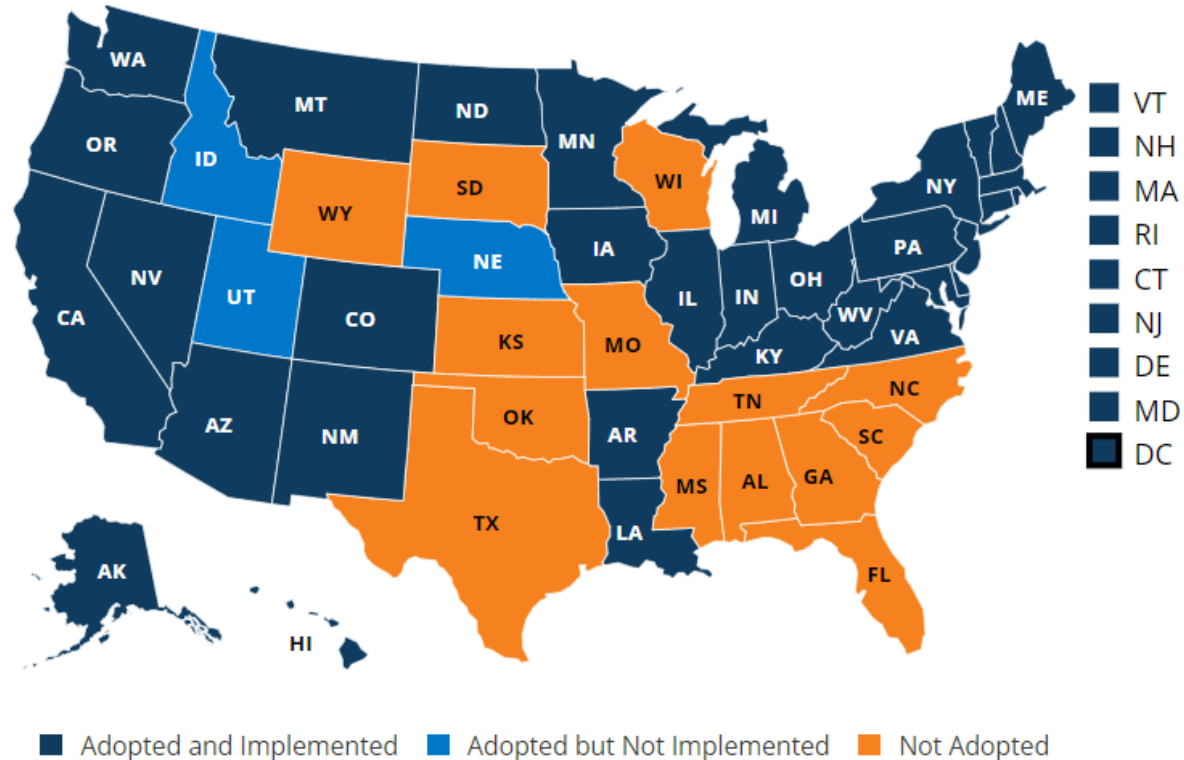 WA
MT
ND
ME
VT
OR
MN
NH
ID
SD
WI
NY
MA
WY
MI
RI
IA
PA
NE
NV
OH
CT
UT
IL
IN
CA
CO
WV
NJ
KS
MO
VA
KY
DE
TN
NC
MD
AZ
OK
NM
AR
SC
DC
MS
AL
GA
TX
LA
AK
FL
HI
Adopted and Implemented Adopted but Not Implemented Not Adopted